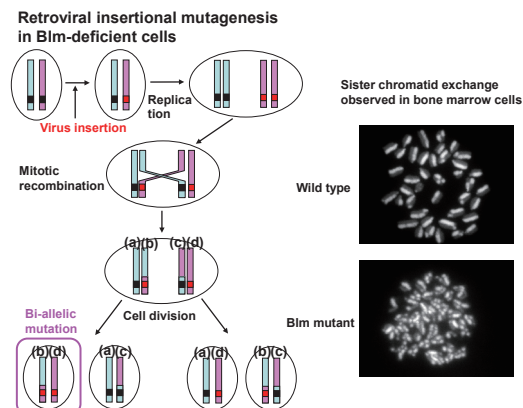 Retroviral insertional mutagenesis
in Blm-deficient cells
Virus insertion
Replica
tion
Mitotic
recombination
(a)(b) (c)(d)
Cell division
Bi-allelic
mutation
(b)(d) (a)(c) (a)(d) (b)(c)
Sister chromatid exchange
observed in bone marrow cells
Wild type
Blm mutant